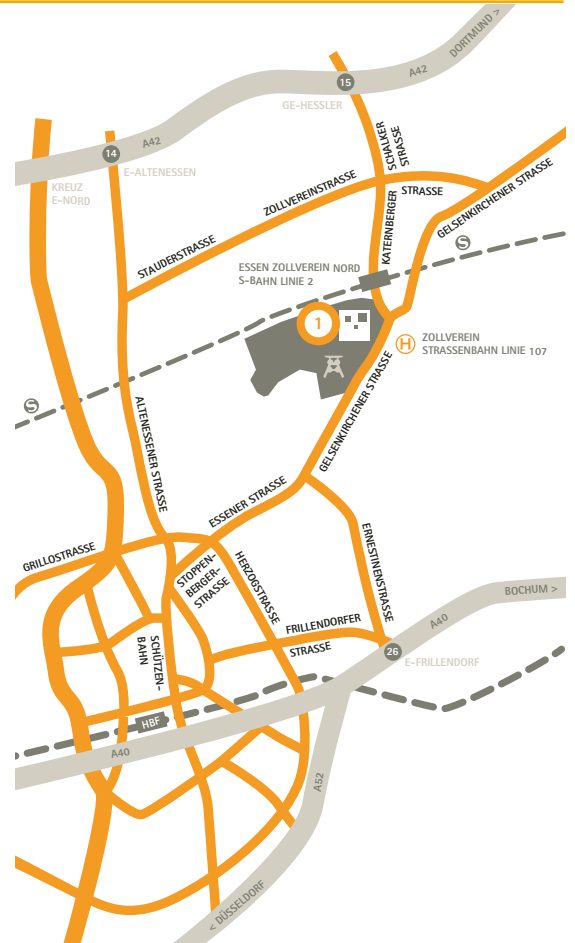 DORTMUND >
A42
15
GE-HESSLER
SCHALKER
STRASSE
A42
14
E-ALTENESSEN
KREUZ
E-NORD
ZOLLVEREINSTRASSE
STRASSE
KATERNBERGER
GELSENKIRCHENER STRASSE
STAUDERSTRASSE
S
ESSEN ZOLLVEREIN NORD
S-BAHN LINIE 2
1
H
ZOLLVEREIN
STRASSENBAHN LINIE 107
GELSENKIRCHENER STRASSE
S
ALTENESSENER STRASSE
ESSENER STRASSE
ERNESTINENSTRASSE
GRILLOSTRASSE
STOPPEN-
BERGER-
STRASSE
HERZOGSTRASSE
BOCHUM >
A40
FRILLENDORFER
STRASSE
26
E-FRILLENDORF
SCHÜTZEN-
BAHN
HBF
A40
A52
< DÜSSELDORF